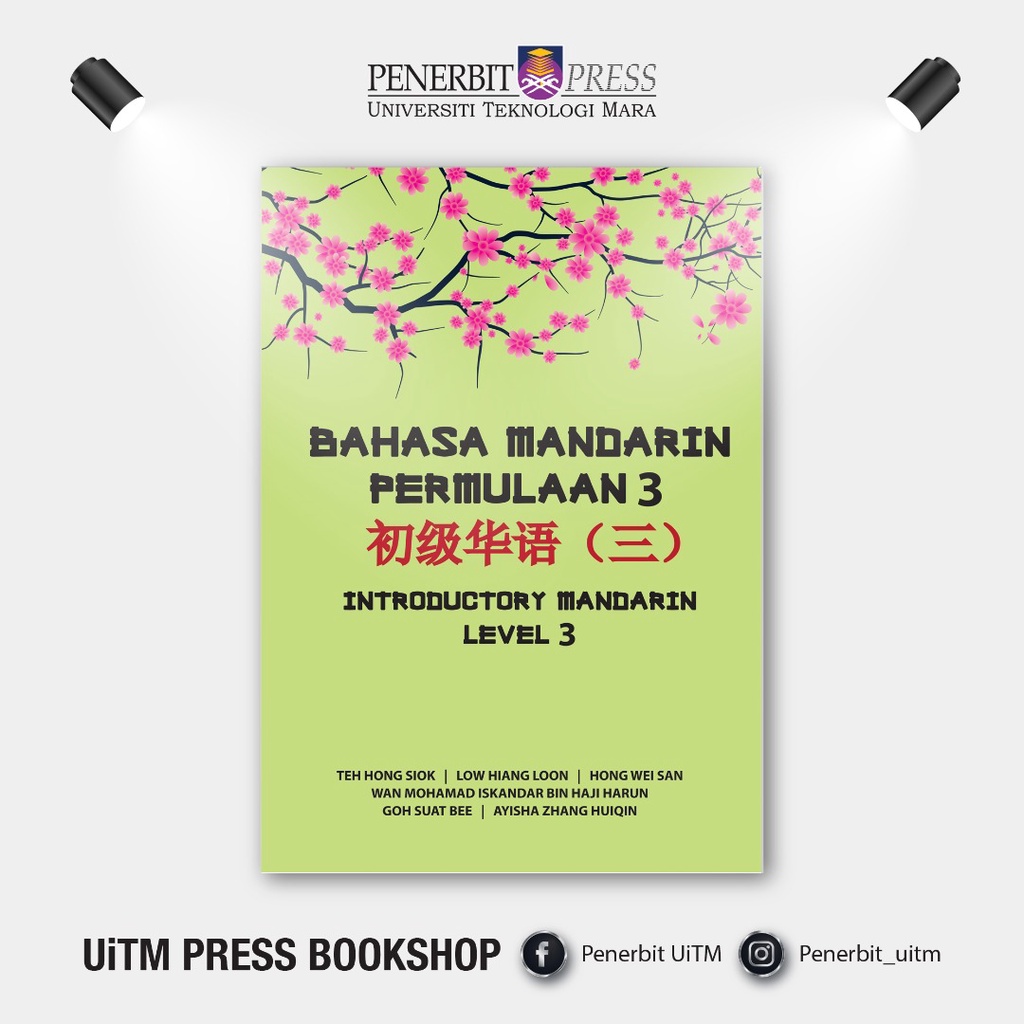 PENERBIT PRESS
UNIVERSITI TEKNOLOGI MARA
BAHASA MANDARIN
PERMULAAN 3
初级华语（三）
INTRODUCTORY MANDARIN
LEVEL 3
TEH HONG SIOK | LOW HIANG LOON | HONG WEI SAN
WAN MOHAMAD ISKANDAR BIN HAJI HARUN
GOH SUAT BEE | AYISHA ZHANG HUIQIN
UiTM PRESS BOOKSHOP f Penerbit UiTM Penerbit_uitm